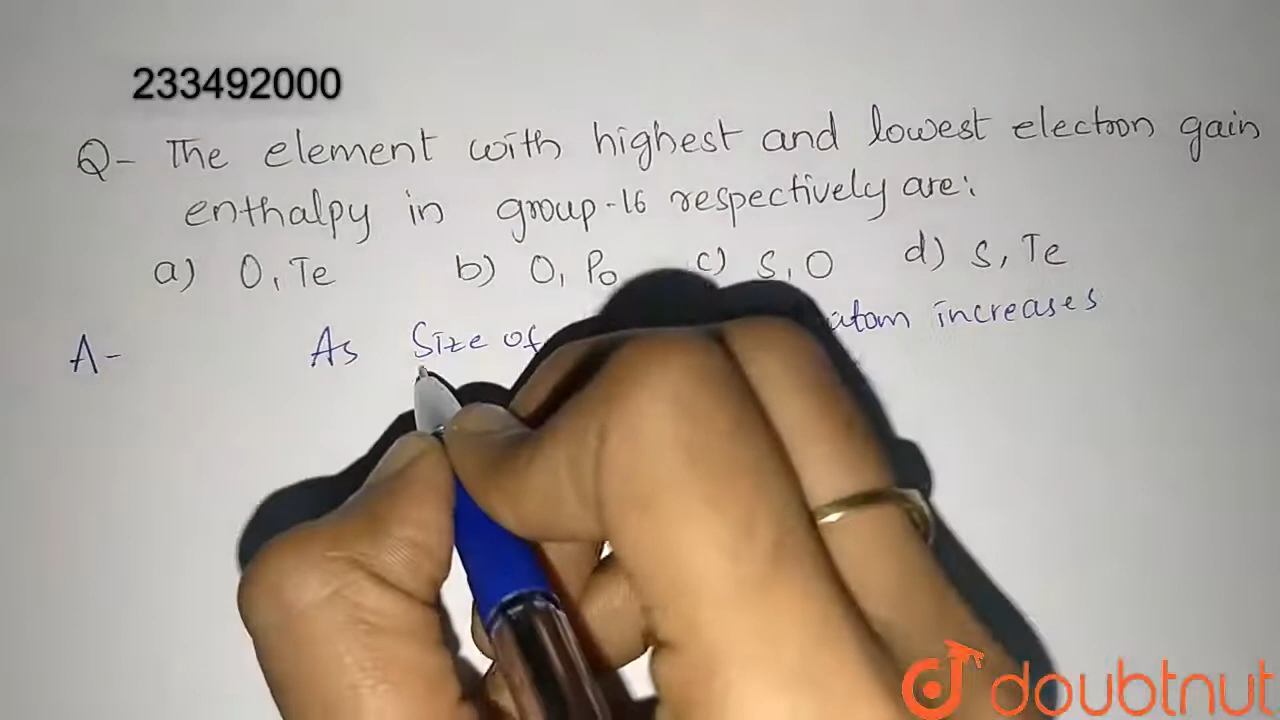 233492000
Q- The element with highest and lowest electron gain
enthalpy in group-16 respectively are:
a) O, Te b) O, Po c) S, O d) S, Te
A- As Size of atom increases
doubtnut